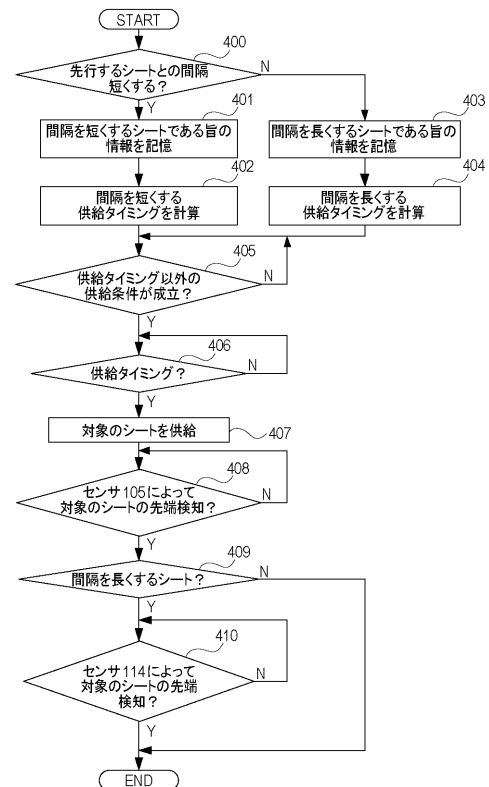 START
400
先行するシートとの間隔
短くする?
N
Y
401
間隔を短くするシートである旨の
情報を記憶
403
間隔を長くするシートである旨の
情報を記憶
402
間隔を短くする
供給タイミングを計算
404
間隔を長くする
供給タイミングを計算
405
供給タイミング以外の
供給条件が成立?
N
Y
406
供給タイミング?
N
Y
対象のシートを供給
407
408
センサ105によって
対象のシートの先端検知?
N
Y
409
間隔を長くするシート?
N
Y
410
センサ114によって
対象のシートの先端
検知?
N
Y
END